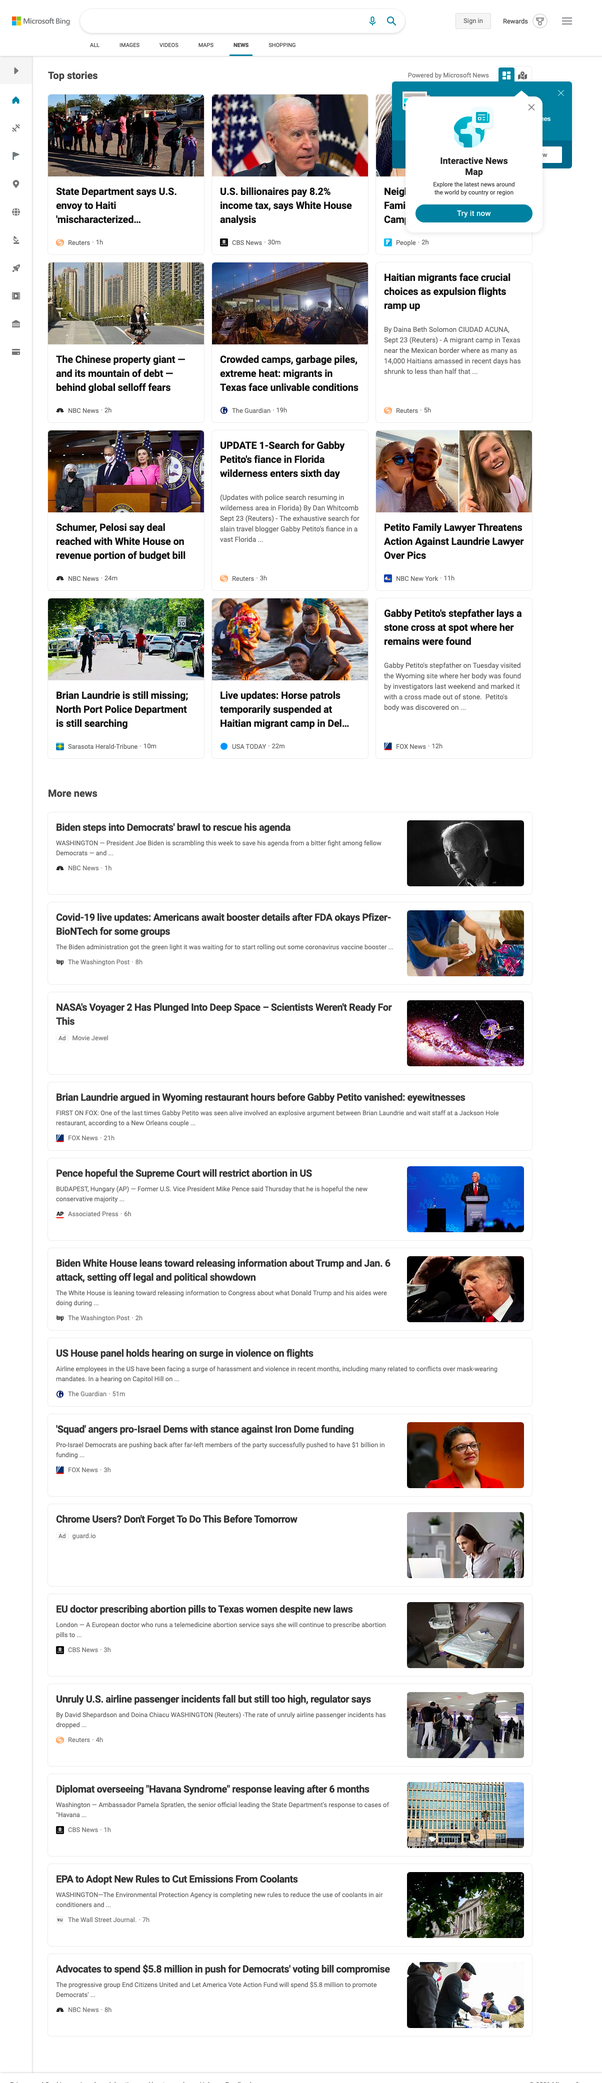 Microsoft Bing
Sign in
Rewards
ALL
IMAGES
VIDEOS
MAPS
NEWS
SHOPPING
Top stories
Powered by Microsoft News
Interactive News
Map
Explore the latest news around
the world by country or region
Try it now
State Department says U.S.
envoy to Haiti
'mischaracterized...
Reuters · 1h
U.S. billionaires pay 8.2%
income tax, says White House
analysis
CBS News · 30m
People · 2h
The Chinese property giant —
and its mountain of debt —
behind global selloff fears
NBC News · 2h
Crowded camps, garbage piles,
extreme heat: migrants in
Texas face unlivable conditions
The Guardian · 19h
Haitian migrants face crucial
choices as expulsion flights
ramp up
By Daina Beth Solomon CIUDAD ACUNA,
Sept 23 (Reuters) - A migrant camp in Texas
near the Mexican border where as many as
14,000 Haitians amassed in recent days has
shrunk to less than half that ...
Reuters · 5h
Schumer, Pelosi say deal
reached with White House on
revenue portion of budget bill
NBC News · 24m
UPDATE 1-Search for Gabby
Petito's fiance in Florida
wilderness enters sixth day
(Updates with police search resuming in
wilderness area in Florida) By Dan Whitcomb
Sept 23 (Reuters) - The exhaustive search for
slain travel blogger Gabby Petito's fiance in a
vast Florida ...
Reuters · 3h
Petito Family Lawyer Threatens
Action Against Laundrie Lawyer
Over Pics
NBC New York · 11h
Brian Laundrie is still missing;
North Port Police Department
is still searching
Sarasota Herald-Tribune · 10m
Live updates: Horse patrols
temporarily suspended at
Haitian migrant camp in Del...
USA TODAY · 22m
Gabby Petito's stepfather lays a
stone cross at spot where her
remains were found
Gabby Petito's stepfather on Tuesday visited
the Wyoming site where her body was found
by investigators last weekend and marked it
with a cross made out of stone. Petito's
body was discovered on ...
FOX News · 12h
More news
Biden steps into Democrats' brawl to rescue his agenda
WASHINGTON — President Joe Biden is scrambling this week to save his agenda from a bitter fight among fellow
Democrats — and ...
NBC News · 1h
Covid-19 live updates: Americans await booster details after FDA okays Pfizer-
BioNTech for some groups
The Biden administration got the green light it was waiting for to start rolling out some coronavirus vaccine booster ...
The Washington Post · 8h
NASA's Voyager 2 Has Plunged Into Deep Space – Scientists Weren't Ready For
This
Ad Movie Jewel
Brian Laundrie argued in Wyoming restaurant hours before Gabby Petito vanished: eyewitnesses
FIRST ON FOX: One of the last times Gabby Petito was seen alive involved an explosive argument between Brian Laundrie and wait staff at a Jackson Hole
restaurant, according to a New Orleans couple ...
FOX News · 21h
Pence hopeful the Supreme Court will restrict abortion in US
BUDAPEST, Hungary (AP) — Former U.S. Vice President Mike Pence said Thursday that he is hopeful the new
conservative majority ...
Associated Press · 6h
Biden White House leans toward releasing information about Trump and Jan. 6
attack, setting off legal and political showdown
The White House is leaning toward releasing information to Congress about what Donald Trump and his aides were
doing during ...
The Washington Post · 2h
US House panel holds hearing on surge in violence on flights
Airline employees in the US have been facing a surge of harassment and violence in recent months, including many related to conflicts over mask-wearing
mandates. In a hearing on Capitol Hill on ...
The Guardian · 51m
'Squad' angers pro-Israel Dems with stance against Iron Dome funding
Pro-Israel Democrats are pushing back after far-left members of the party successfully pushed to have $1 billion in
funding ...
FOX News · 3h
Chrome Users? Don't Forget To Do This Before Tomorrow
Ad guard.io
EU doctor prescribing abortion pills to Texas women despite new laws
London — A European doctor who runs a telemedicine abortion service says she will continue to prescribe abortion
pills to ...
CBS News · 3h
Unruly U.S. airline passenger incidents fall but still too high, regulator says
By David Shepardson and Doina Chiacu WASHINGTON (Reuters) -The rate of unruly airline passenger incidents has
dropped ...
Reuters · 4h
Diplomat overseeing "Havana Syndrome" response leaving after 6 months
Washington — Ambassador Pamela Spratlen, the senior official leading the State Department's response to cases of
"Havana ...
CBS News · 1h
EPA to Adopt New Rules to Cut Emissions From Coolants
WASHINGTON—The Environmental Protection Agency is completing new rules to reduce the use of coolants in air
conditioners and ...
The Wall Street Journal. · 7h
Advocates to spend $5.8 million in push for Democrats' voting bill compromise
The progressive group End Citizens United and Let America Vote Action Fund will spend $5.8 million to promote
Democrats' ...
NBC News · 8h